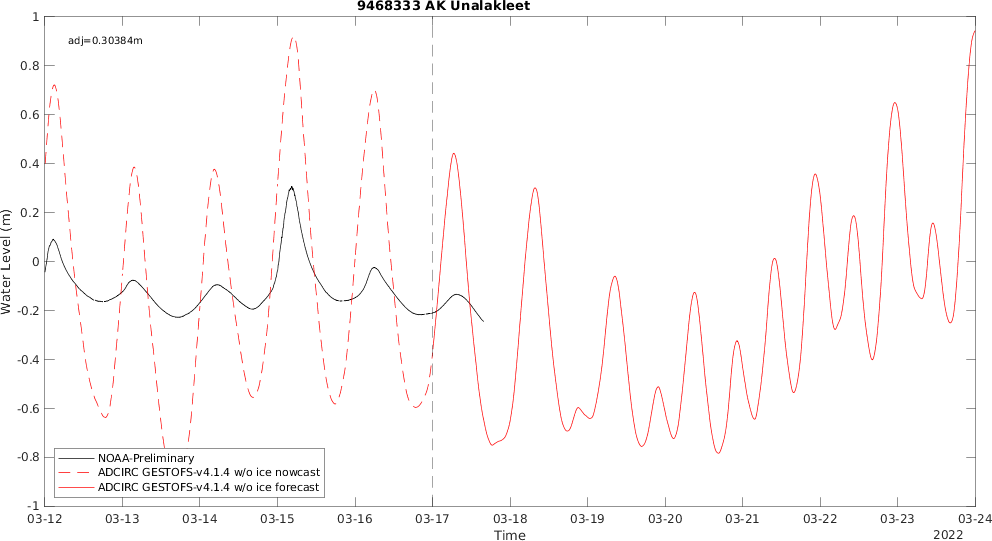 9468333 AK Unalakleet
adj=0.30384m
Water Level (m)
1
0.8
0.6
0.4
0.2
0
-0.2
-0.4
-0.6
-0.8
-1
NOAA-Preliminary
ADCIRC GESTOFS-v4.1.4 w/o ice nowcast
ADCIRC GESTOFS-v4.1.4 w/o ice forecast
03-12 03-13 03-14 03-15 03-16 03-17 03-18 03-19 03-20 03-21 03-22 03-23 03-24
Time
2022